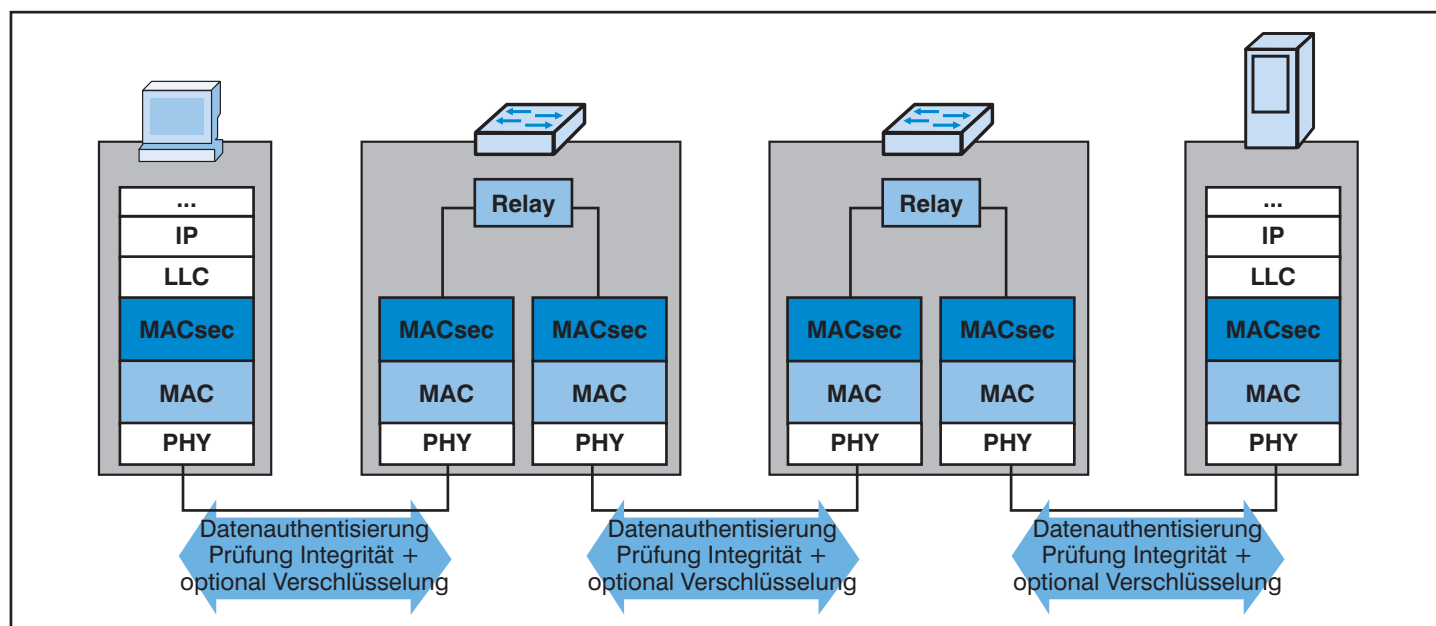 ...
IP
LLC
MACsec
MAC
PHY
Relay
MACsec
MACsec
MAC
MAC
PHY
PHY
Relay
MACsec
MACsec
MAC
MAC
PHY
PHY
...
IP
LLC
MACsec
MAC
PHY
Datenauthentisierung
Prüfung Integrität +
optional Verschlüsselung
Datenauthentisierung
Prüfung Integrität +
optional Verschlüsselung
Datenauthentisierung
Prüfung Integrität +
optional Verschlüsselung